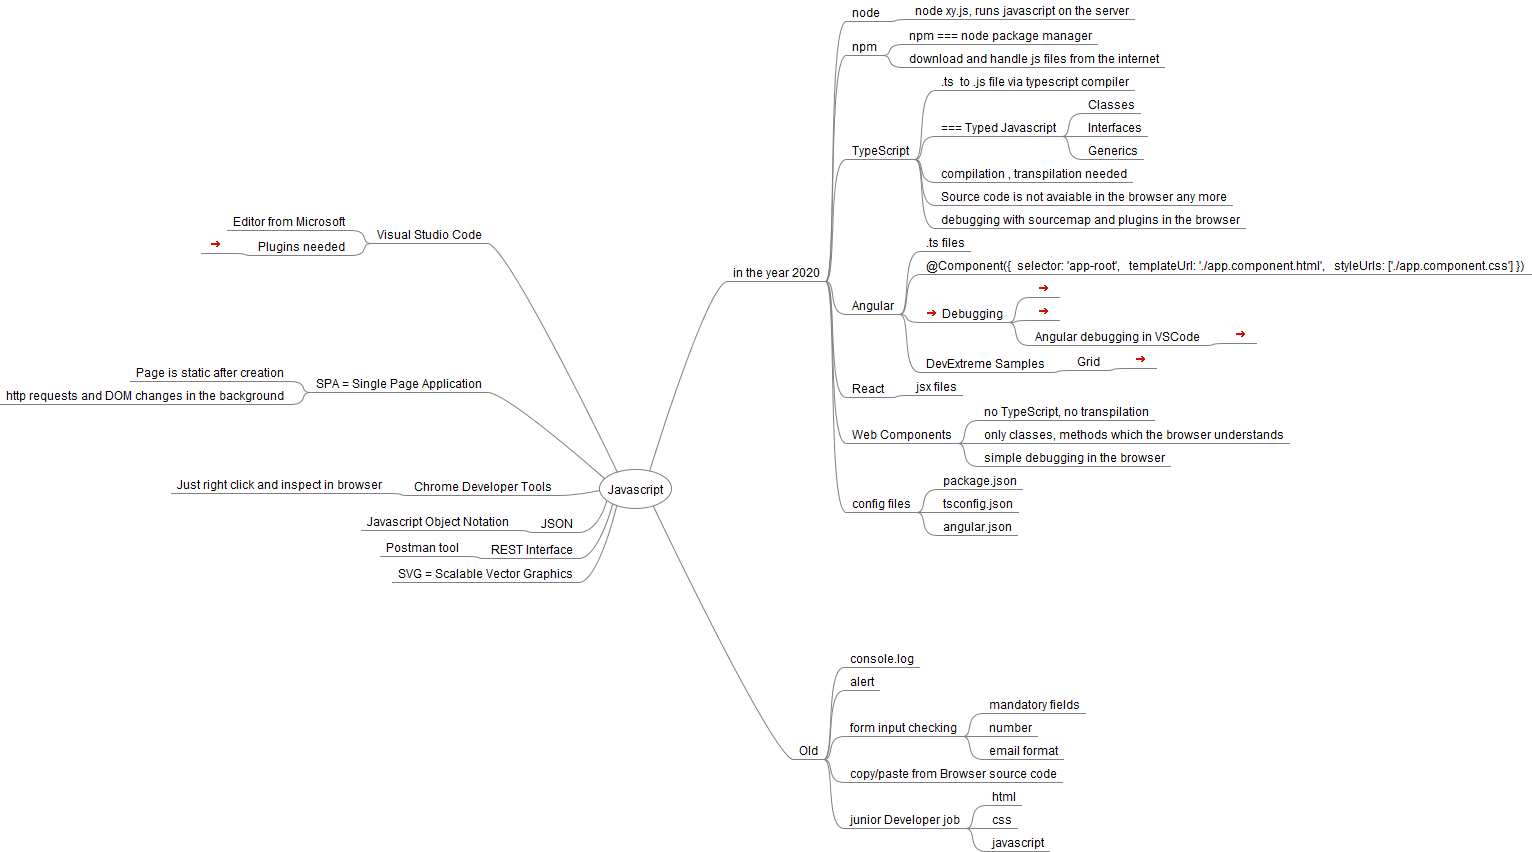 Javascript
in the year 2020
node
node xy.js, runs javascript on the server
npm
npm === node package manager
download and handle js files from the internet
TypeScript
.ts  to .js file via typescript compiler
=== Typed Javascript
Classes
Interfaces
Generics
compilation , transpilation needed
Source code is not avaiable in the browser any more
debugging with sourcemap and plugins in the browser
Angular
.ts files
@Component({  selector: 'app-root',   templateUrl: './app.component.html',   styleUrls: ['./app.component.css'] })
Debugging
Angular debugging in VSCode
DevExtreme Samples
Grid
React
jsx files
Web Components
no TypeScript, no transpilation
only classes, methods which the browser understands
simple debugging in the browser
config files
package.json
tsconfig.json
angular.json
Old
console.log
alert
form input checking
mandatory fields
number
email format
copy/paste from Browser source code
junior Developer job
html
css
javascript
Visual Studio Code
Editor from Microsoft
Plugins needed
SPA = Single Page Application
Page is static after creation
http requests and DOM changes in the background
Chrome Developer Tools
Just right click and inspect in browser
JSON
Javascript Object Notation
REST Interface
Postman tool
SVG = Scalable Vector Graphics